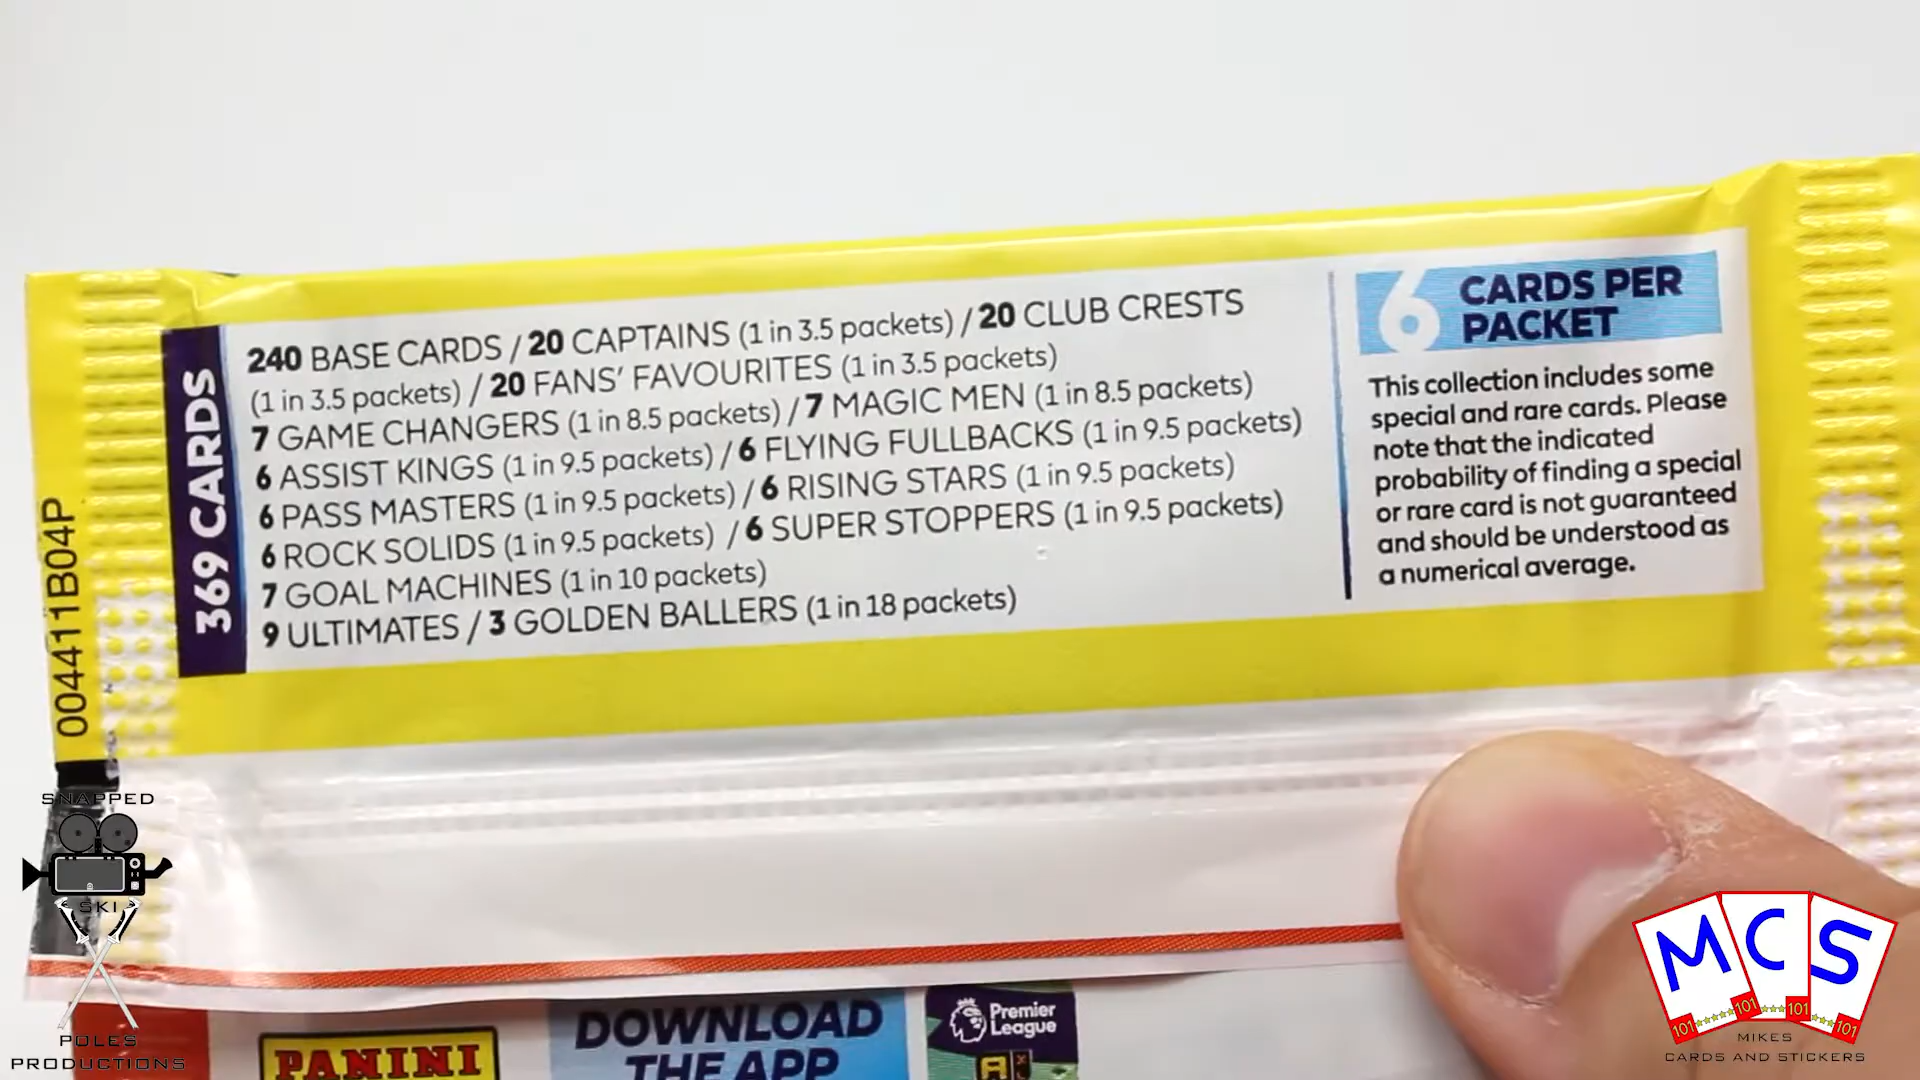 369 CARDS
240 BASE CARDS / 20 CAPTAINS (1 in 3.5 packets) / 20 CLUB CRESTS
(1 in 3.5 packets) / 20 FANS' FAVOURITES (1 in 3.5 packets)
7 GAME CHANGERS (1 in 8.5 packets) / 7 MAGIC MEN (1 in 8.5 packets)
6 ASSIST KINGS (1 in 9.5 packets) / 6 FLYING FULLBACKS (1 in 9.5 packets)
6 PASS MASTERS (1 in 9.5 packets) / 6 RISING STARS (1 in 9.5 packets)
6 ROCK SOLIDS (1 in 9.5 packets) / 6 SUPER STOPPERS (1 in 9.5 packets)
7 GOAL MACHINES (1 in 10 packets)
9 ULTIMATES / 3 GOLDEN BALLERS (1 in 18 packets)
6 CARDS PER
PACKET
This collection includes some
special and rare cards. Please
note that the indicated
probability of finding a special
or rare card is not guaranteed
and should be understood as
a numerical average.
00411B04P
PANINI
DOWNLOAD
THE APP
Premier
League
SNAPPED
SKI
POLES
PRODUCTIONS
MCS
101 101 101 101
MIKES
CARDS AND STICKERS